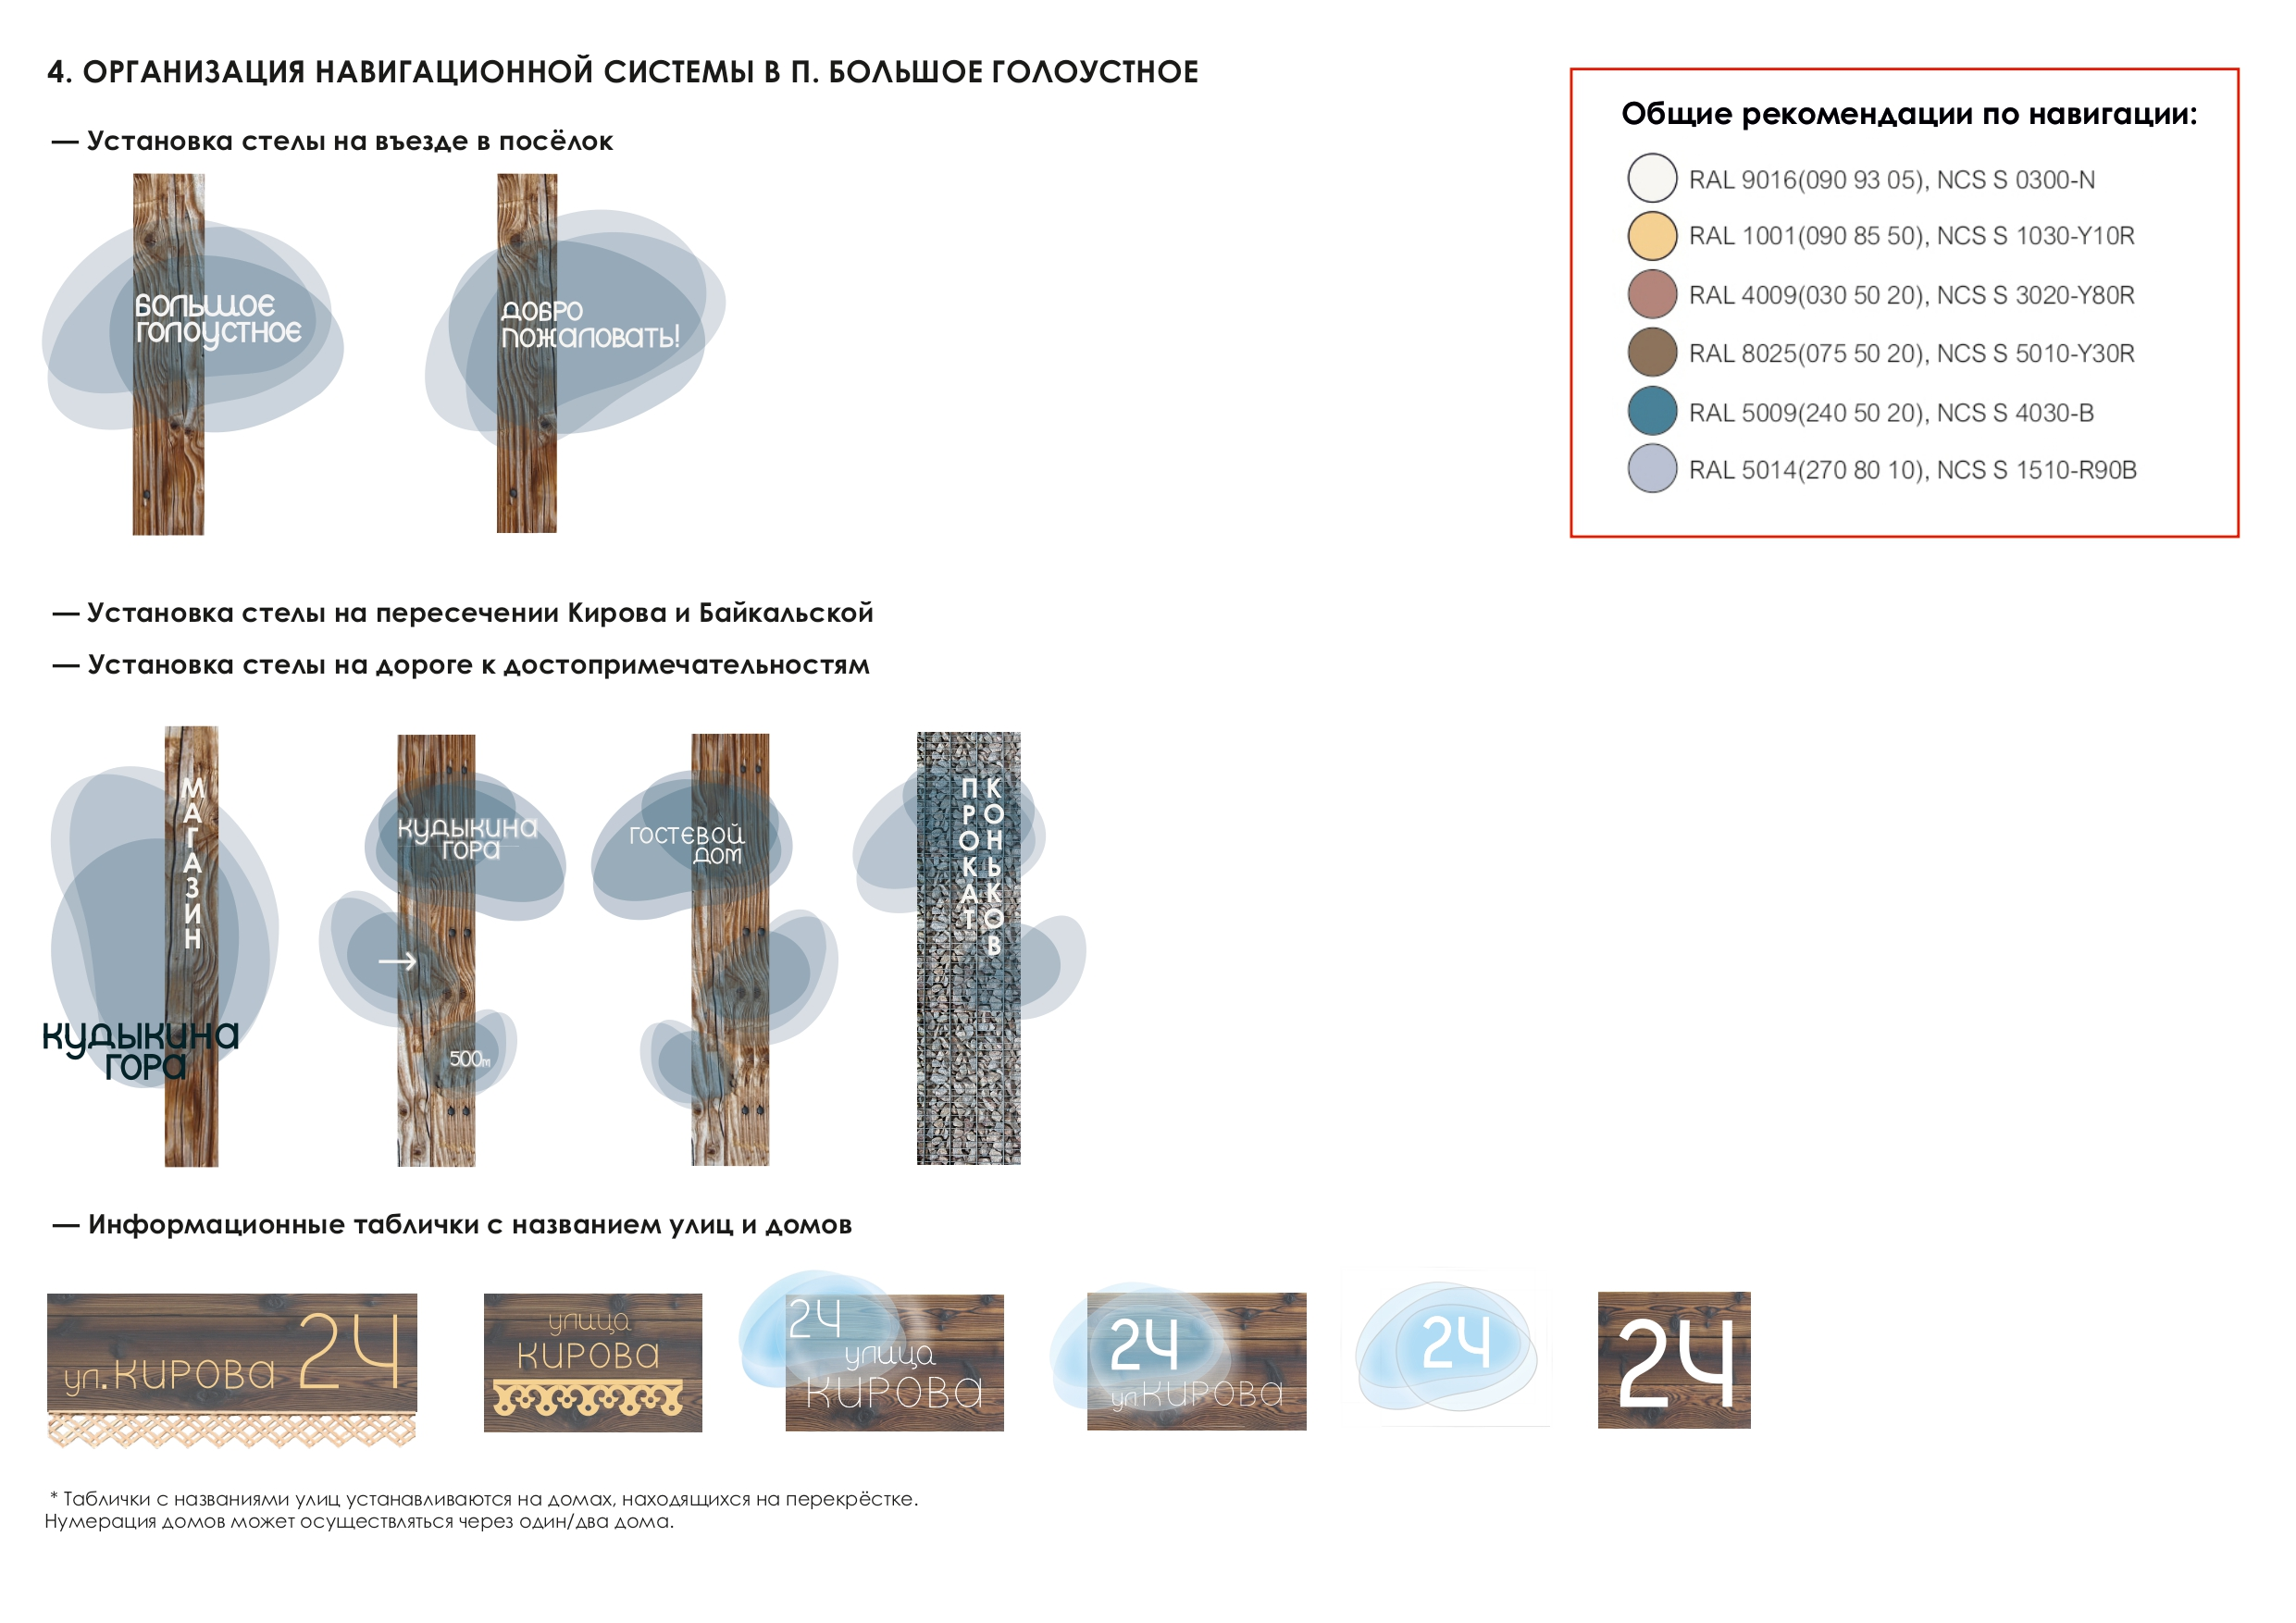 4. ОРГАНИЗАЦИЯ НАВИГАЦИОННОЙ СИСТЕМЫ В П. БОЛЬШОЕ ГОЛОУСТНОЕ
— Установка стелы на въезде в посёлок
БОЛЬШОЕ
ГОЛОУСТНОЕ
ДОБРО
ПОЖАЛОВАТЬ!
Общие рекомендации по навигации:
RAL 9016(090 93 05), NCS S 0300-N
RAL 1001(090 85 50), NCS S 1030-Y10R
RAL 4009(030 50 20), NCS S 3020-Y80R
RAL 8025(075 50 20), NCS S 5010-Y30R
RAL 5009(240 50 20), NCS S 4030-B
RAL 5014(270 80 10), NCS S 1510-R90B
— Установка стелы на пересечении Кирова и Байкальской
— Установка стелы на дороге к достопримечательностям
МАГАЗИН
КУДЫКИНА
ГОРА
КУДЫКИНА
ГОРА
→
500m
ГОСТЕВОЙ
ДОМ
ПРОКАТ
КОНЬКОВ
— Информационные таблички с названием улиц и домов
ул.КИРОВА 24
улица
КИРОВА
24
улица
КИРОВА
24
ул КИРОВА
24
24
* Таблички с названиями улиц устанавливаются на домах, находящихся на перекрёстке.
Нумерация домов может осуществляться через один/два дома.